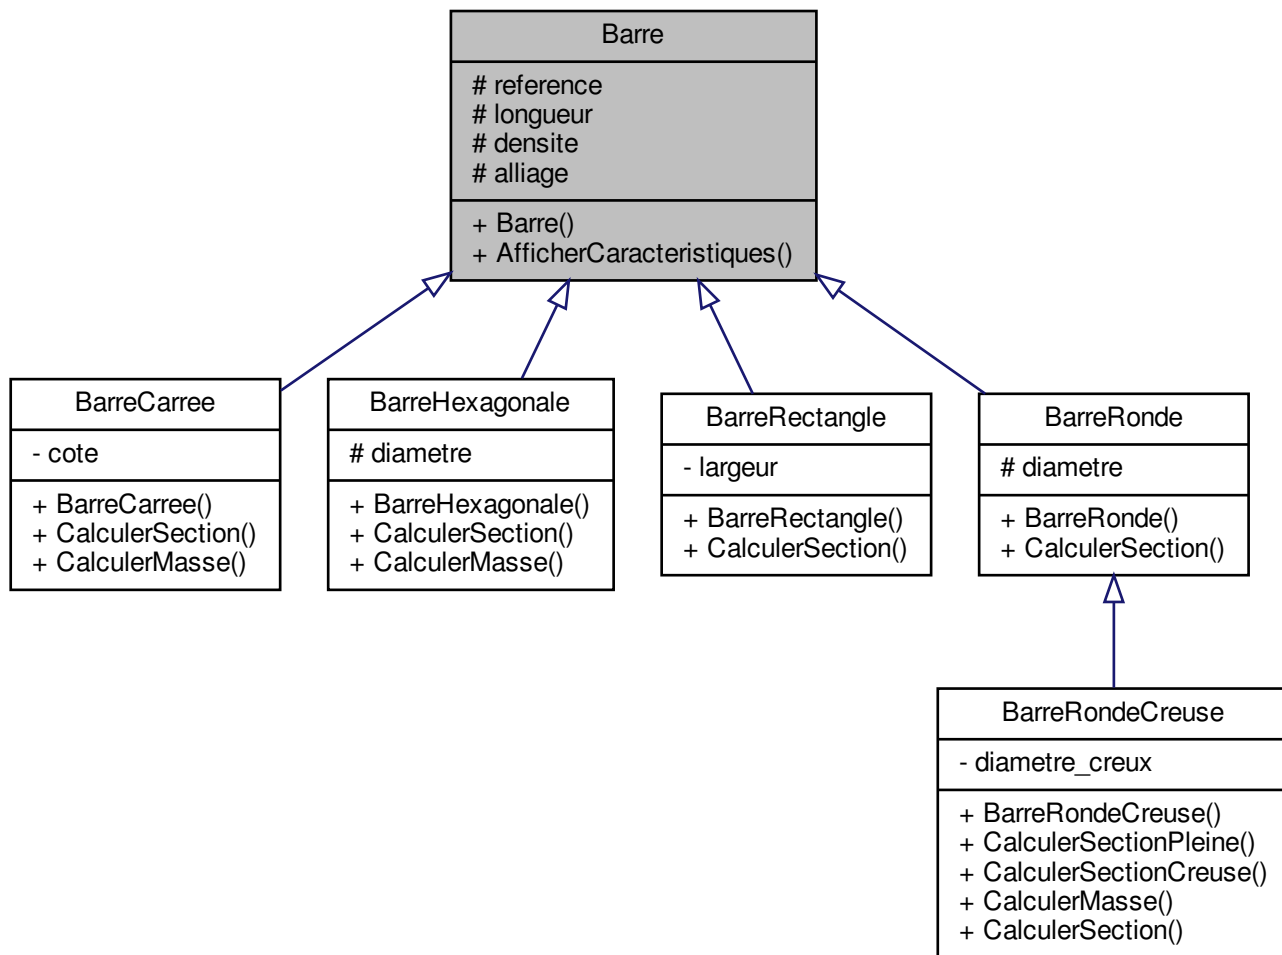 Barre
# reference
# longueur
# densite
# alliage
+ Barre()
+ AfficherCaracteristiques()
BarreCarree
- cote
+ BarreCarree()
+ CalculerSection()
+ CalculerMasse()
BarreHexagonale
# diametre
+ BarreHexagonale()
+ CalculerSection()
+ CalculerMasse()
BarreRectangle
- largeur
+ BarreRectangle()
+ CalculerSection()
BarreRonde
# diametre
+ BarreRonde()
+ CalculerSection()
BarreRondeCreuse
- diametre_creux
+ BarreRondeCreuse()
+ CalculerSectionPleine()
+ CalculerSectionCreuse()
+ CalculerMasse()
+ CalculerSection()